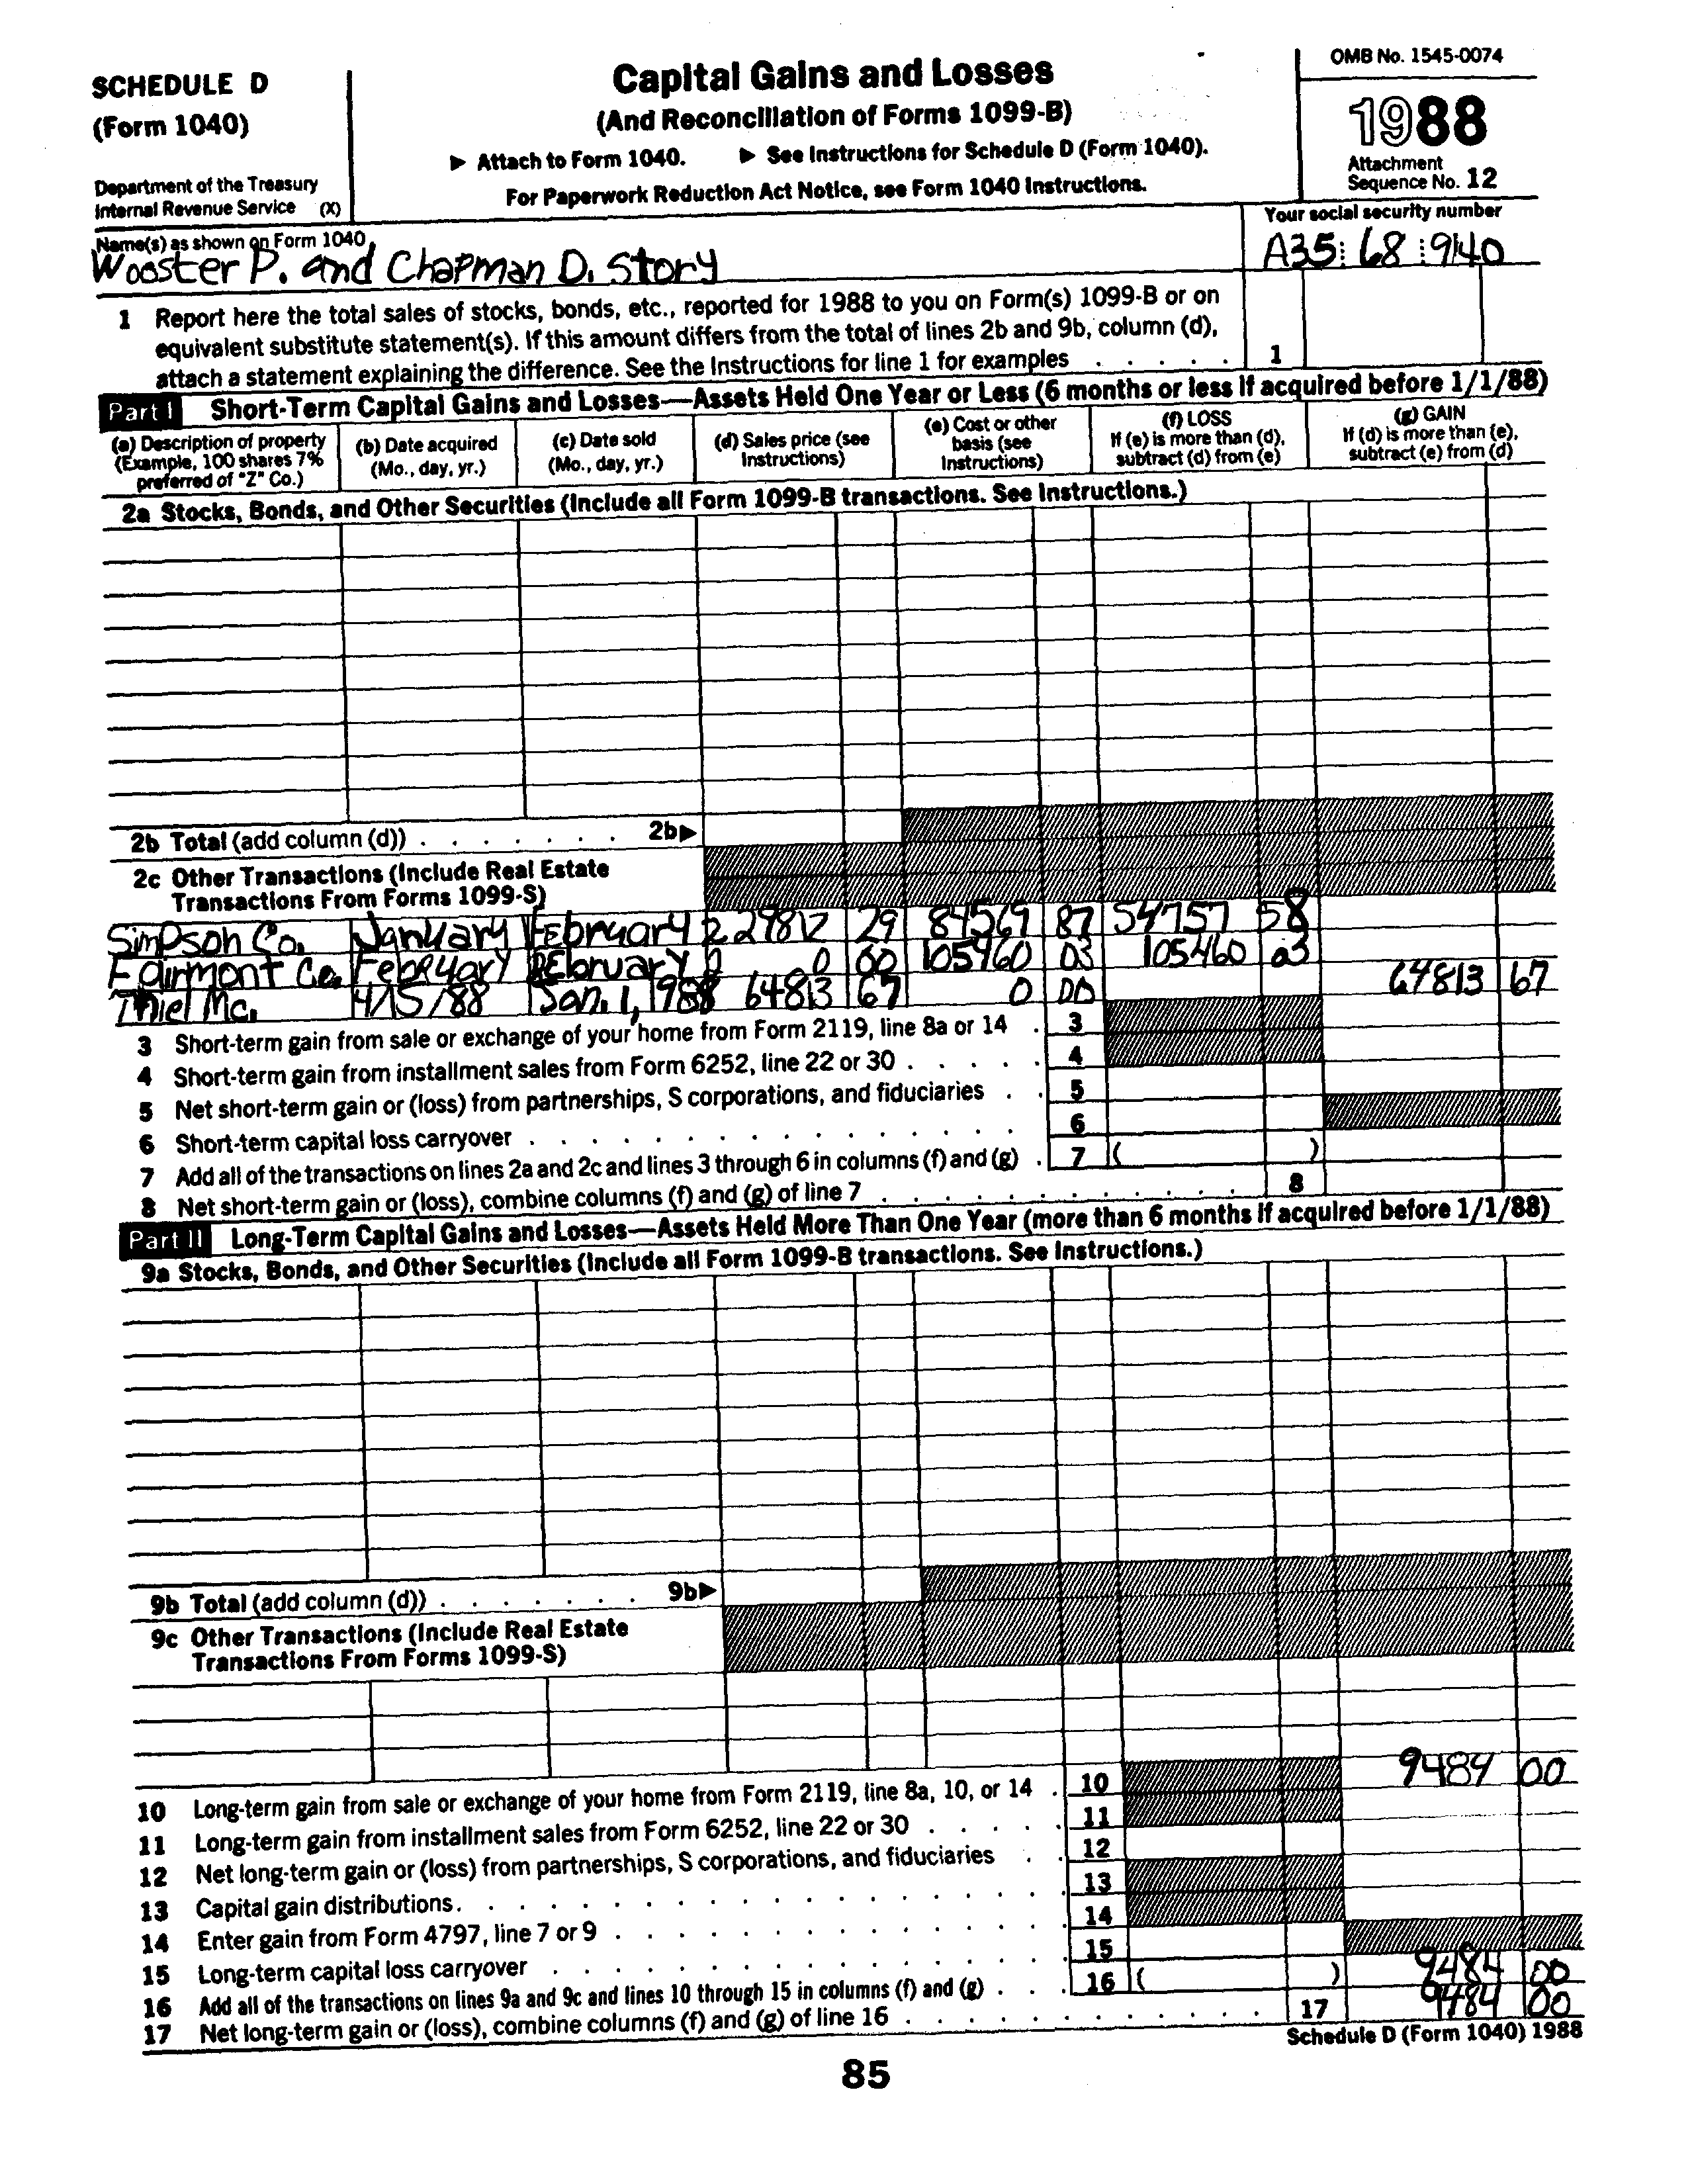 SCHEDULE D
(Form 1040)
Department of the Treasury
Internal Revenue Service (X)
Capital Gains and Losses
(And Reconciliation of Forms 1099-B)
▶ Attach to Form 1040. ▶ See Instructions for Schedule D (Form 1040).
For Paperwork Reduction Act Notice, see Form 1040 Instructions.
OMB No. 1545-0074
1988
Attachment
Sequence No. 12
Name(s) as shown on Form 1040
Wooster P. and Chapman D. Story
Your social security number
A35 68 9140
1 Report here the total sales of stocks, bonds, etc., reported for 1988 to you on Form(s) 1099-B or on
equivalent substitute statement(s). If this amount differs from the total of lines 2b and 9b, column (d),
attach a statement explaining the difference. See the Instructions for line 1 for examples . . . . . 1
Part I Short-Term Capital Gains and Losses—Assets Held One Year or Less (6 months or less if acquired before 1/1/88)
(a) Description of property
(Example, 100 shares 7%
preferred of "Z" Co.)
(b) Date acquired
(Mo., day, yr.)
(c) Date sold
(Mo., day, yr.)
(d) Sales price (see
Instructions)
(e) Cost or other
basis (see
Instructions)
(f) LOSS
If (e) is more than (d),
subtract (d) from (e)
(g) GAIN
If (d) is more than (e),
subtract (e) from (d)
2a Stocks, Bonds, and Other Securities (Include all Form 1099-B transactions. See Instructions.)
2b Total (add column (d)) . . . . . . . 2b▶
2c Other Transactions (Include Real Estate
Transactions From Forms 1099-S)
Simpson Co. January February 2 29812 29 84569 87 54757 58
Fairmont Co. February February 0 00 105460 03 105460 03
Thiel Mc. 4/15/88 Jan. 1, 1988 64813 67 0 00 64813 67
3 Short-term gain from sale or exchange of your home from Form 2119, line 8a or 14 . 3
4 Short-term gain from installment sales from Form 6252, line 22 or 30 . . . . . 4
5 Net short-term gain or (loss) from partnerships, S corporations, and fiduciaries . . 5
6 Short-term capital loss carryover . . . . . . . . . . . . . . . 6
7 Add all of the transactions on lines 2a and 2c and lines 3 through 6 in columns (f) and (g) . 7 ( )
8 Net short-term gain or (loss), combine columns (f) and (g) of line 7 . . . . . . . . . . . . 8
Part II Long-Term Capital Gains and Losses—Assets Held More Than One Year (more than 6 months if acquired before 1/1/88)
9a Stocks, Bonds, and Other Securities (Include all Form 1099-B transactions. See Instructions.)
9b Total (add column (d)) . . . . . . . 9b▶
9c Other Transactions (Include Real Estate
Transactions From Forms 1099-S)
10 Long-term gain from sale or exchange of your home from Form 2119, line 8a, 10, or 14 . 10 9484 00
11 Long-term gain from installment sales from Form 6252, line 22 or 30 . . . . . 11
12 Net long-term gain or (loss) from partnerships, S corporations, and fiduciaries . . 12
13 Capital gain distributions. . . . . . . . . . . . . . . . . . 13
14 Enter gain from Form 4797, line 7 or 9 . . . . . . . . . . . . . 14
15 Long-term capital loss carryover . . . . . . . . . . . . . . . 15
16 Add all of the transactions on lines 9a and 9c and lines 10 through 15 in columns (f) and (g) . . . 16 ( ) 9484 00
17 Net long-term gain or (loss), combine columns (f) and (g) of line 16 . . . . . . . . . . . . 17 9484 00
Schedule D (Form 1040) 1988
85